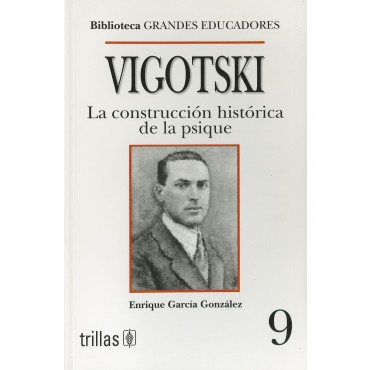 Biblioteca GRANDES EDUCADORES
VIGOTSKI
La construcción histórica
de la psique
Enrique García González
9
trillas